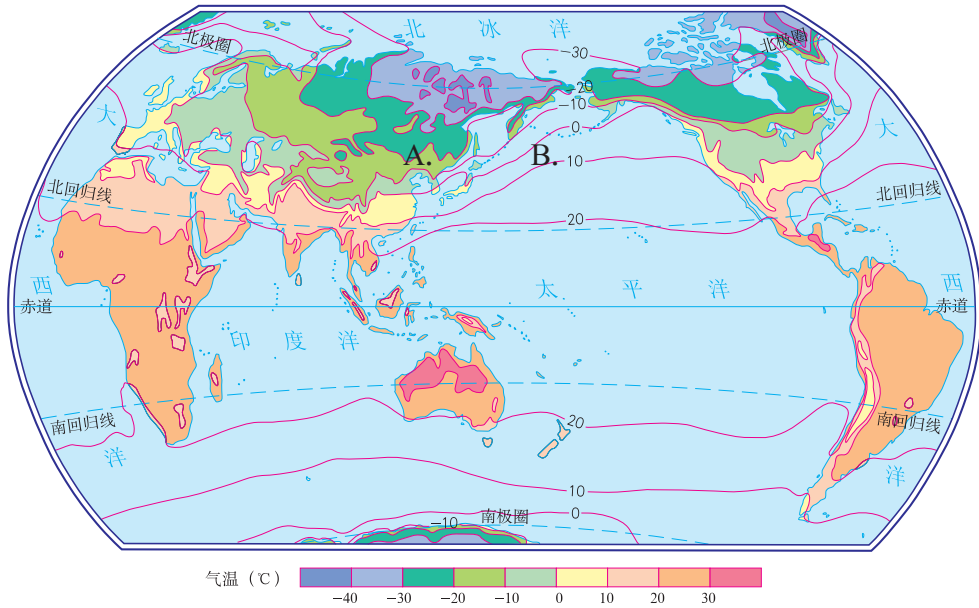 北 冰 洋
北极圈
北极圈
-30
-20
-10
0
大
大
A.
B.
10
北回归线
北回归线
20
西
太 平 洋
西
赤道
赤道
印 度 洋
南回归线
20
南回归线
洋
洋
10
-10
南极圈
0
气温 (℃)
-40 -30 -20 -10 0 10 20 30